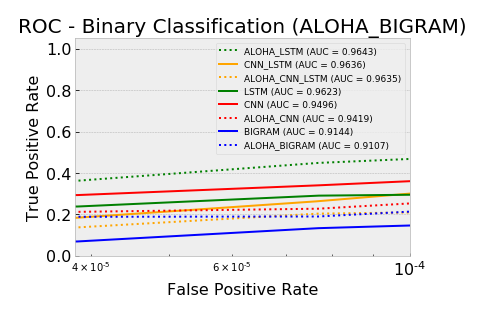 ROC - Binary Classification (ALOHA_BIGRAM)
1.0
0.8
0.6
0.4
0.2
0.0
True Positive Rate
ALOHA_LSTM (AUC = 0.9643)
CNN_LSTM (AUC = 0.9636)
ALOHA_CNN_LSTM (AUC = 0.9635)
LSTM (AUC = 0.9623)
CNN (AUC = 0.9496)
ALOHA_CNN (AUC = 0.9419)
BIGRAM (AUC = 0.9144)
ALOHA_BIGRAM (AUC = 0.9107)
4 × 10⁻⁵ 6 × 10⁻⁵ 10⁻⁴
False Positive Rate